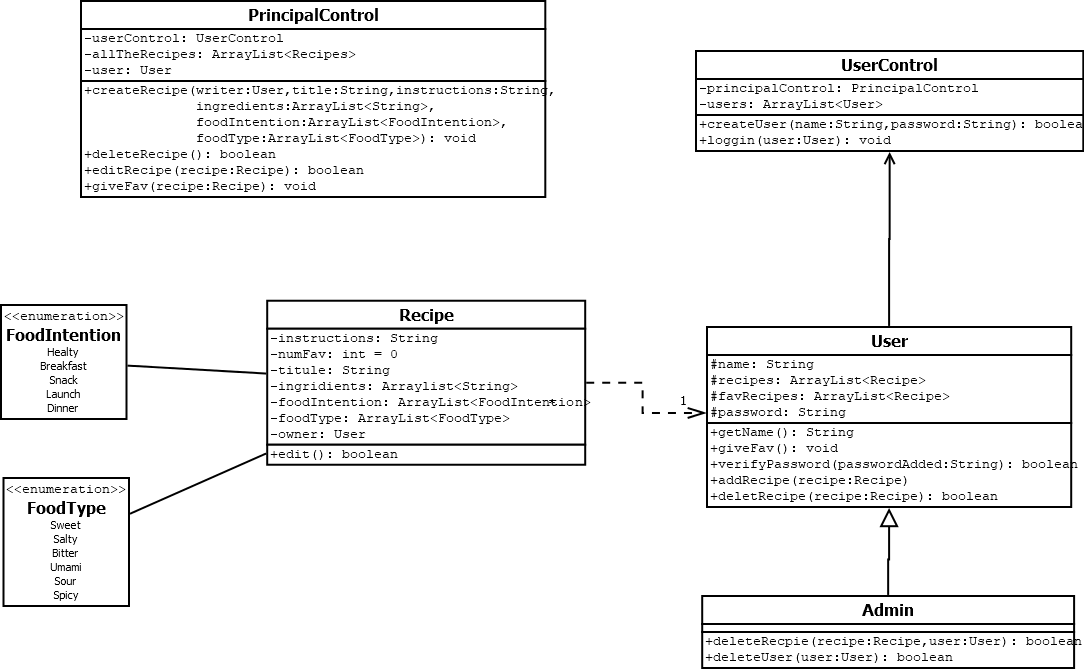 PrincipalControl
-userControl: UserControl
-allTheRecipes: ArrayList<Recipes>
-user: User
+createRecipe(writer:User,title:String,instructions:String,
ingredients:ArrayList<String>,
foodIntention:ArrayList<FoodIntention>,
foodType:ArrayList<FoodType>): void
+deleteRecipe(): boolean
+editRecipe(recipe:Recipe): boolean
+giveFav(recipe:Recipe): void
UserControl
-principalControl: PrincipalControl
-users: ArrayList<User>
+createUser(name:String,password:String): boolea
+loggin(user:User): void
<<enumeration>>
FoodIntention
Healty
Breakfast
Snack
Launch
Dinner
Recipe
-instructions: String
-numFav: int = 0
-titule: String
-ingridients: Arraylist<String>
-foodIntention: ArrayList<FoodIntention>
-foodType: ArrayList<FoodType>
-owner: User
+edit(): boolean
1
User
#name: String
#recipes: ArrayList<Recipe>
#favRecipes: ArrayList<Recipe>
#password: String
+getName(): String
+giveFav(): void
+verifyPassword(passwordAdded:String): boolean
+addRecipe(recipe:Recipe)
+deletRecipe(recipe:Recipe): boolean
<<enumeration>>
FoodType
Sweet
Salty
Bitter
Umami
Sour
Spicy
Admin
+deleteRecpie(recipe:Recipe,user:User): boolean
+deleteUser(user:User): boolean